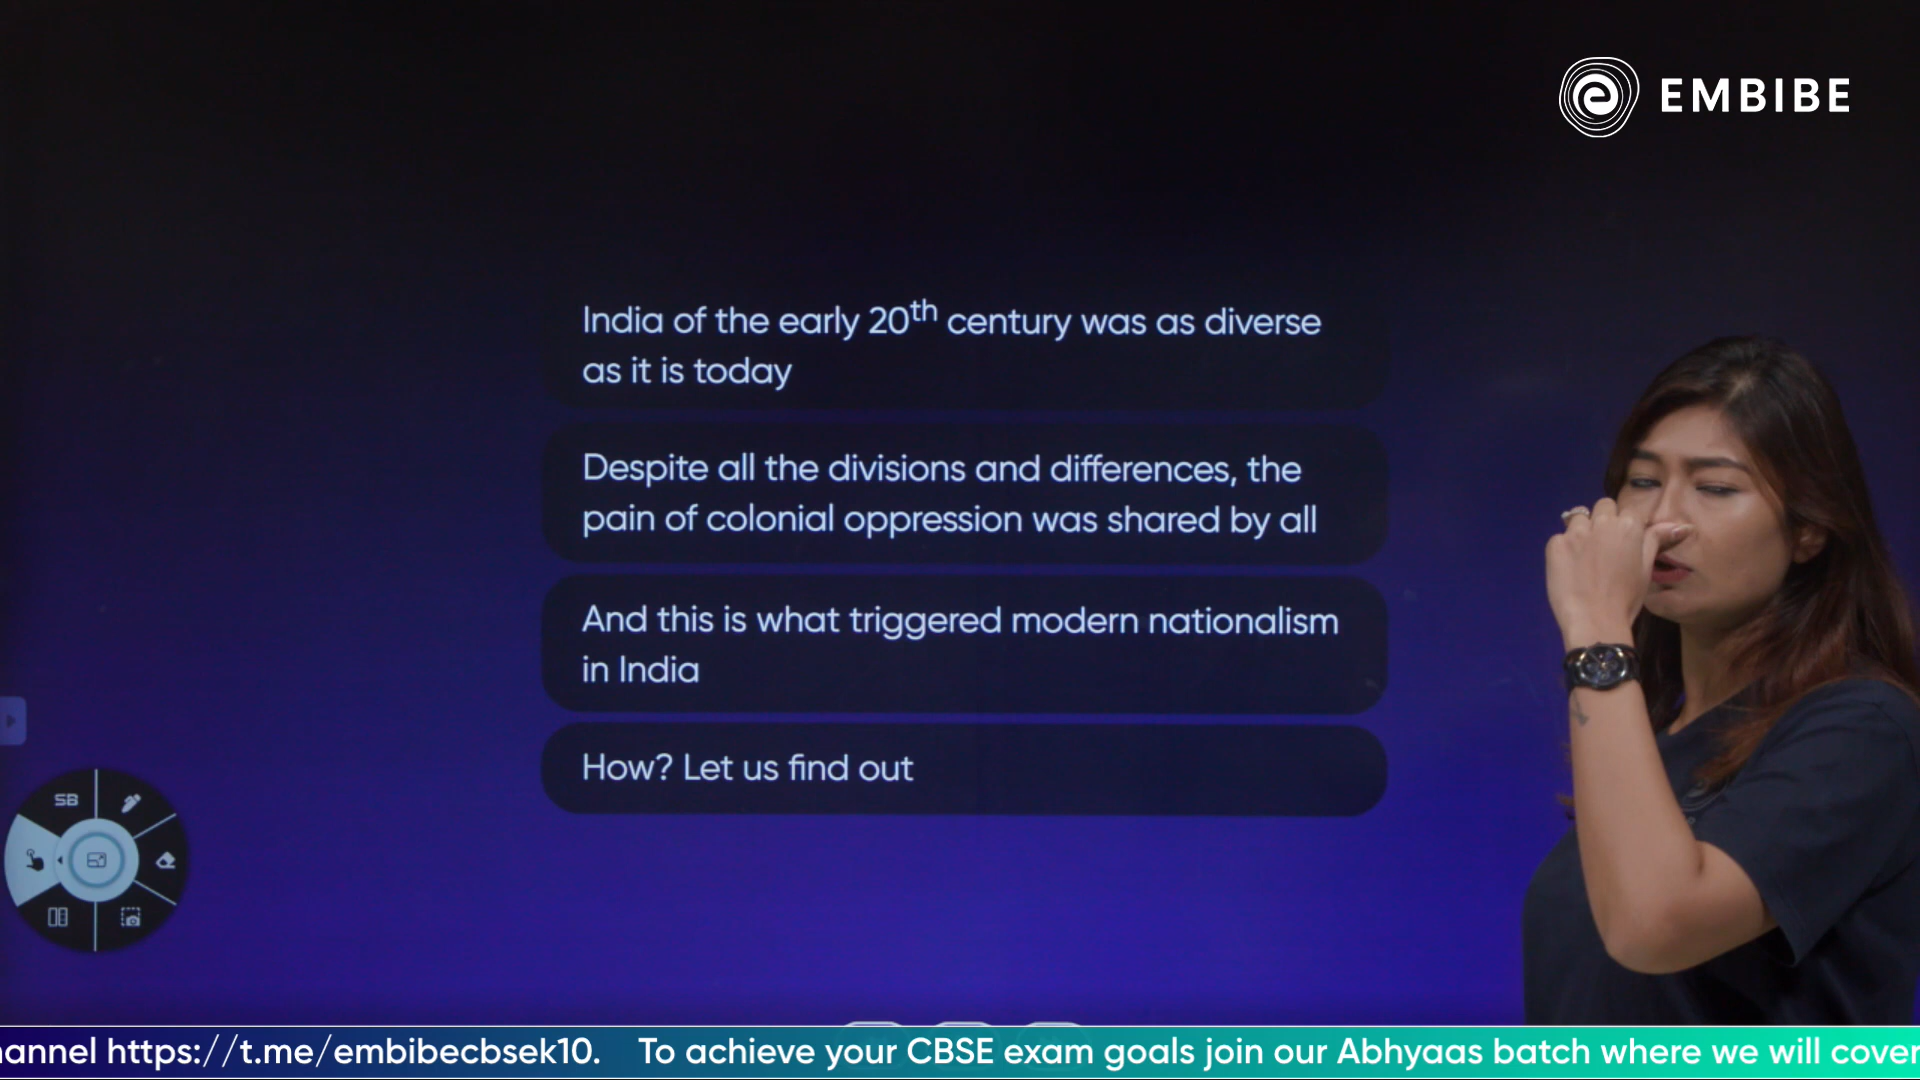 EMBIBE
India of the early 20th century was as diverse
as it is today
Despite all the divisions and differences, the
pain of colonial oppression was shared by all
And this is what triggered modern nationalism
in India
How? Let us find out
SB
https://t.me/embibecbsek10. To achieve your CBSE exam goals join our Abhyaas batch where we will cover